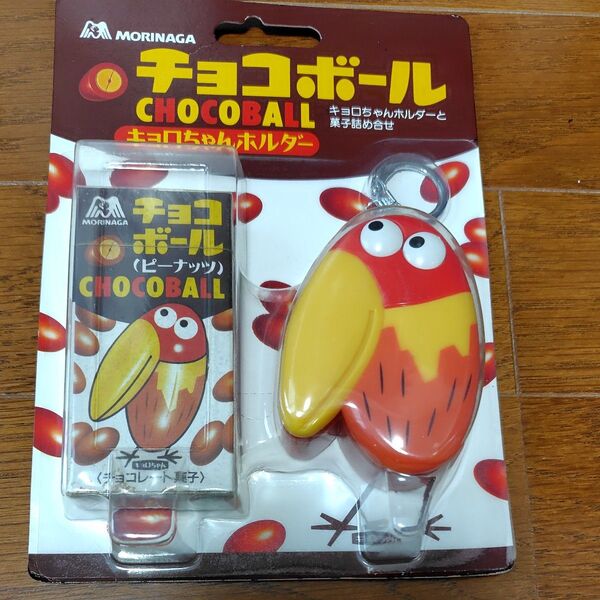 MORINAGA
チョコボール
CHOCOBALL
キョロちゃんホルダーと
菓子詰め合せ
キョロちゃんホルダー
MORINAGA
チョコ
ボール
(ピーナッツ)
CHOCOBALL
キョロちゃん
〈チョコレート菓子〉